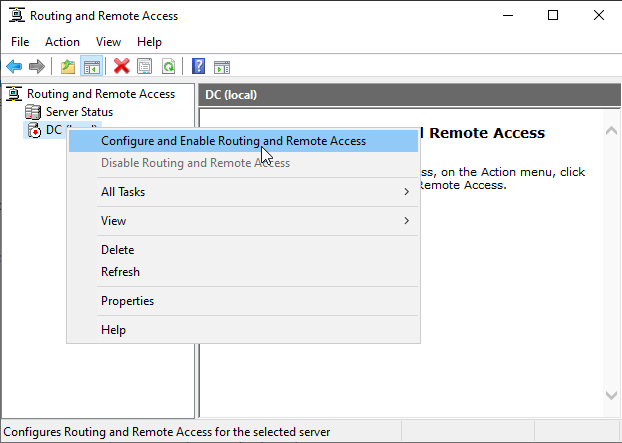 Routing and Remote Access
File Action View Help
Routing and Remote Access
Server Status
DC (local)
DC (local)
Configure and Enable Routing and Remote Access
Disable Routing and Remote Access
All Tasks
View
Delete
Refresh
Properties
Help
d Remote Access
ess, on the Action menu, click
Remote Access.
Configures Routing and Remote Access for the selected server